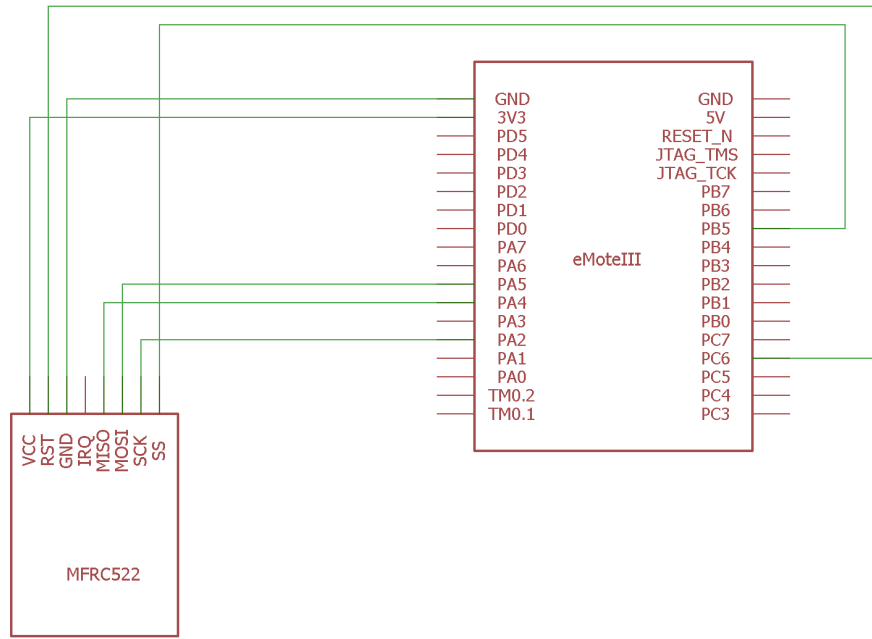 GND GND
3V3 5V
PD5 RESET_N
PD4 JTAG_TMS
PD3 JTAG_TCK
PD2 PB7
PD1 PB6
PD0 PB5
PA7 PB4
eMoteIII
PA6 PB3
PA5 PB2
PA4 PB1
PA3 PB0
PA2 PC7
PA1 PC6
PA0 PC5
TM0.2 PC4
TM0.1 PC3
VCC
RST
GND
IRQ
MISO
MOSI
SCK
SS
MFRC522